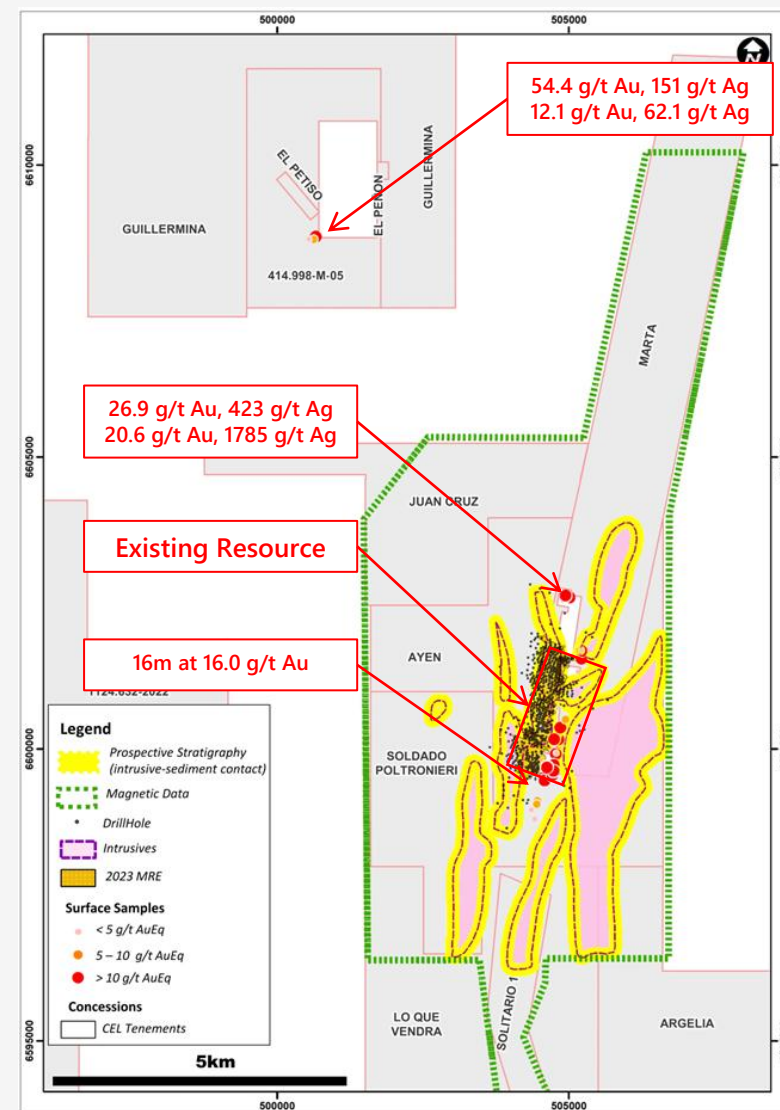 500000
505000
N
54.4 g/t Au, 151 g/t Ag
12.1 g/t Au, 62.1 g/t Ag
6610000
GUILLERMINA
EL PETISO
EL PEÑON
GUILLERMINA
414.998-M-05
MARTA
26.9 g/t Au, 423 g/t Ag
20.6 g/t Au, 1785 g/t Ag
6605000
JUAN CRUZ
Existing Resource
AYEN
16m at 16.0 g/t Au
1124.632-2022
6600000
SOLDADO
POLTRONIERI
Legend
Prospective Stratigraphy
(intrusive-sediment contact)
Magnetic Data
DrillHole
Intrusives
2023 MRE
Surface Samples
< 5 g/t AuEq
5 – 10 g/t AuEq
> 10 g/t AuEq
Concessions
CEL Tenements
5km
LO QUE
VENDRA
SOLITARIO 1
ARGELIA
6595000
500000
505000